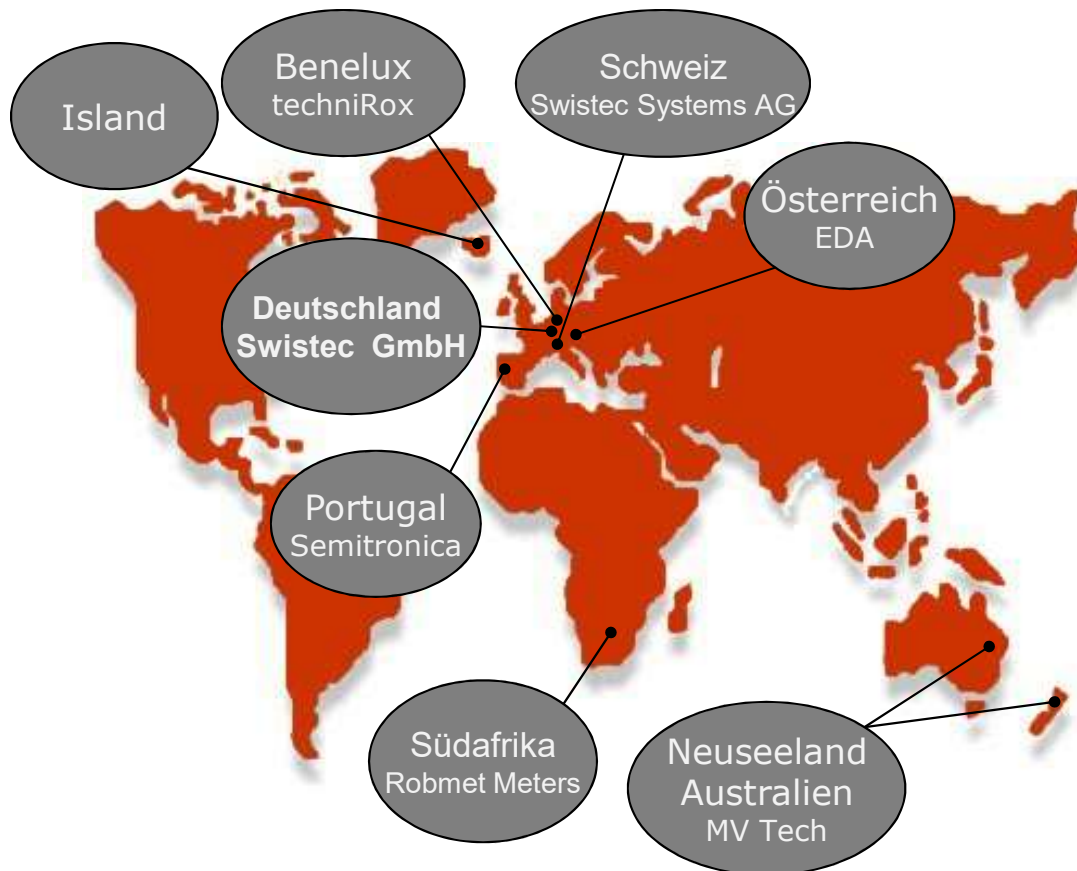 Island
Benelux
techniRox
Schweiz
Swistec Systems AG
Österreich
EDA
Deutschland
Swistec GmbH
Portugal
Semitronica
Südafrika
Robmet Meters
Neuseeland
Australien
MV Tech